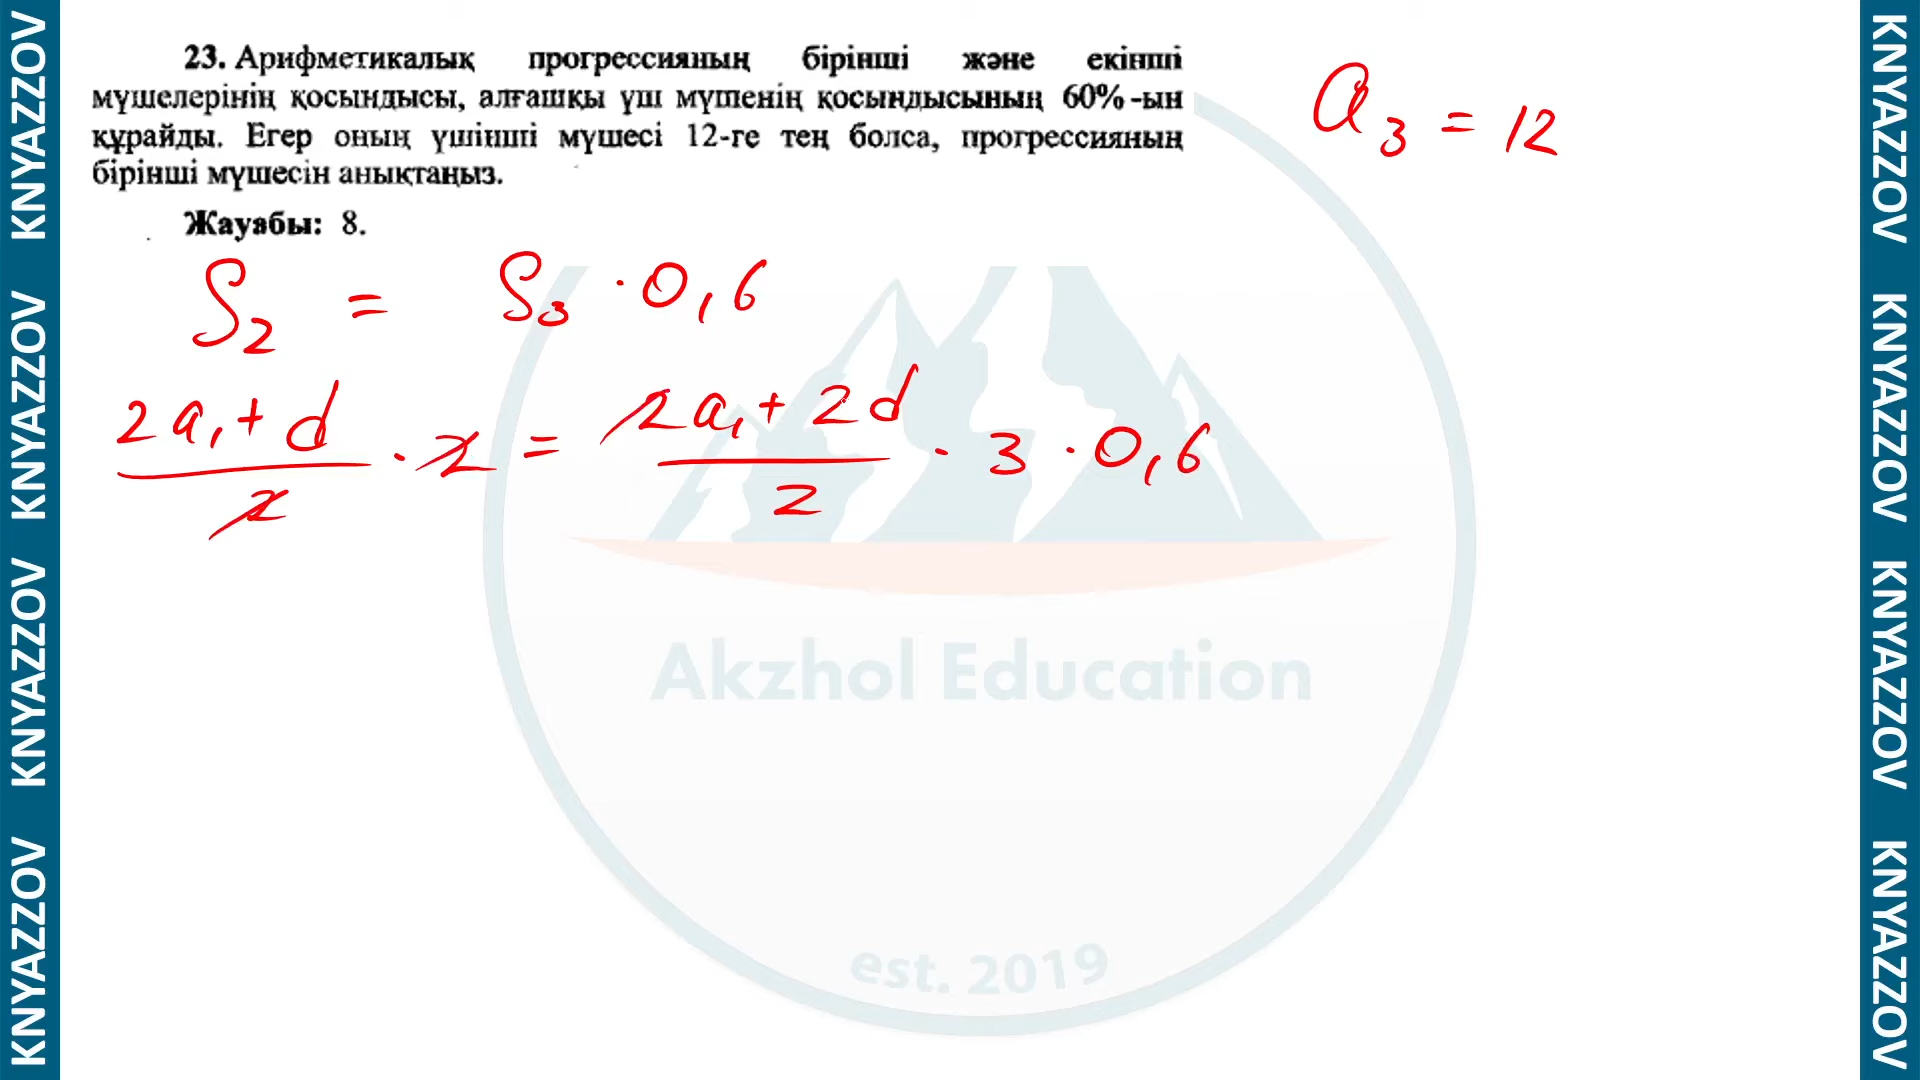 23. Арифметикалық прогрессияның бірінші және екінші
мүшелерінің қосындысы, алғашқы үш мүшенің қосындысының 60%-ын
құрайды. Егер оның үшінші мүшесі 12-ге тең болса, прогрессияның
бірінші мүшесін анықтаңыз.
Жауабы: 8.
a₃ = 12
S₂ = S₃ · 0,6
(2a₁ + d)/2 · 2 = (2a₁ + 2d)/2 · 3 · 0,6
Akzhol Education
est. 2019
KNYAZZOV KNYAZZOV KNYAZZOV KNYAZZOV
KNYAZZOV KNYAZZOV KNYAZZOV KNYAZZOV